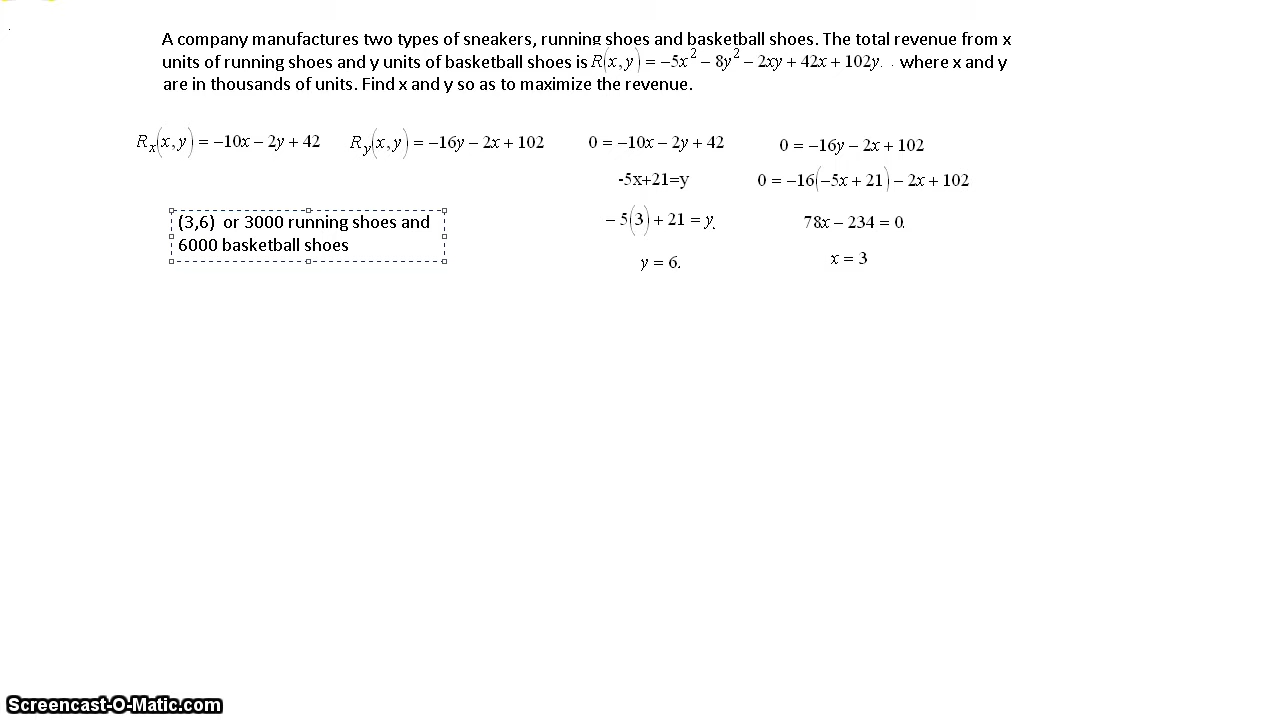 A company manufactures two types of sneakers, running shoes and basketball shoes. The total revenue from x
units of running shoes and y units of basketball shoes is R(x,y) = −5x² − 8y² − 2xy + 42x + 102y. . where x and y
are in thousands of units. Find x and y so as to maximize the revenue.
Rₓ(x,y) = −10x − 2y + 42 R_y(x,y) = −16y − 2x + 102 0 = −10x − 2y + 42 0 = −16y − 2x + 102
-5x+21=y 0 = −16(−5x + 21) − 2x + 102
(3,6) or 3000 running shoes and
6000 basketball shoes
− 5(3) + 21 = y. 78x − 234 = 0.
y = 6. x = 3
Screencast-O-Matic.com